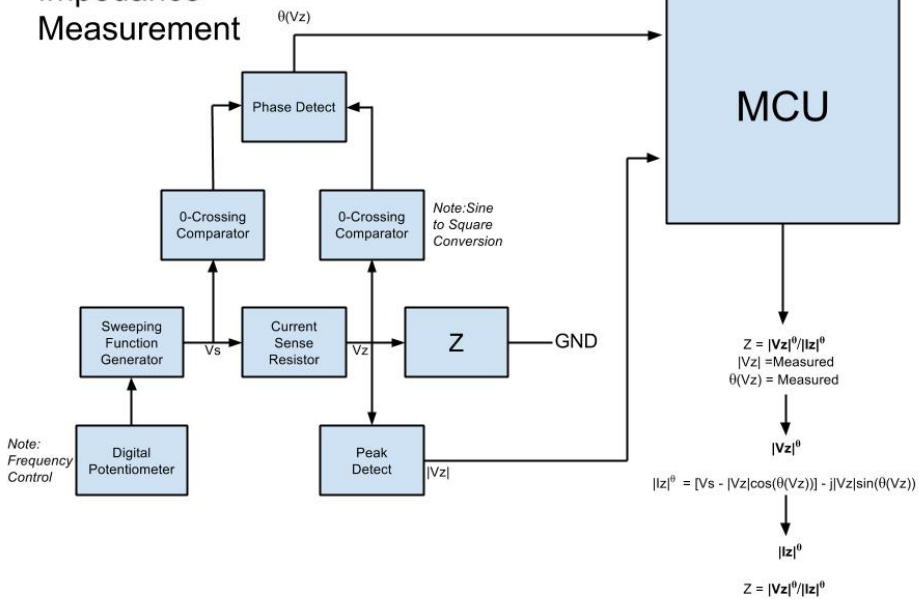 Measurement
θ(Vz)
Phase Detect
MCU
0-Crossing
Comparator
0-Crossing
Comparator
Note:Sine
to Square
Conversion
Sweeping
Function
Generator
Vs
Current
Sense
Resistor
Vz
Z
GND
Note:
Frequency
Control
Digital
Potentiometer
Peak
Detect
|Vz|
Z = |Vz|^θ/|Iz|^θ
|Vz| =Measured
θ(Vz) = Measured
|Vz|^θ
|Iz|^θ = [Vs - |Vz|cos(θ(Vz))] - j|Vz|sin(θ(Vz))
|Iz|^θ
Z = |Vz|^θ/|Iz|^θ